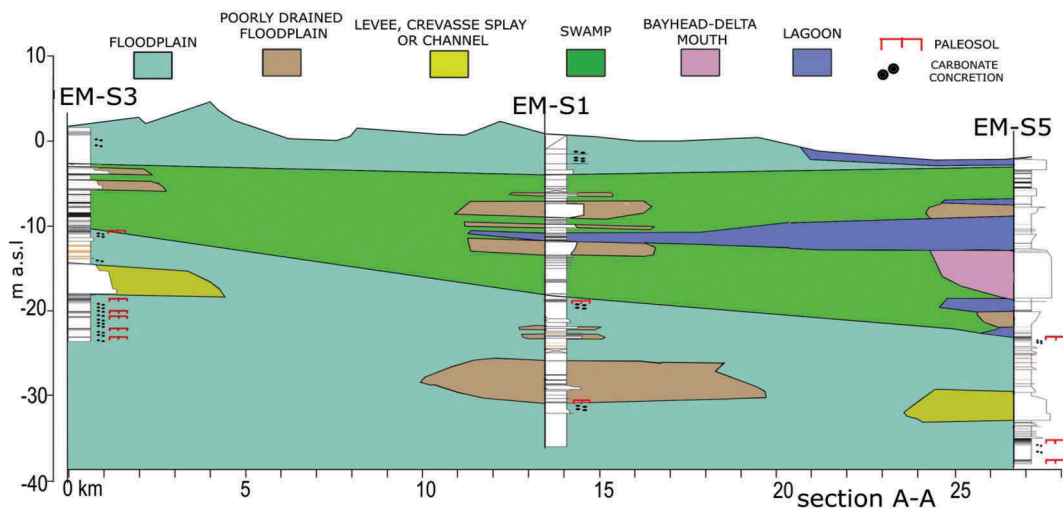 FLOODPLAIN
POORLY DRAINED
FLOODPLAIN
LEVEE, CREVASSE SPLAY
OR CHANNEL
SWAMP
BAYHEAD-DELTA
MOUTH
LAGOON
PALEOSOL
CARBONATE
CONCRETION
EM-S3
EM-S1
EM-S5
10
0
-10
-20
-30
-40
m a.s.l
0 km
5
10
15
20
25
section A-A